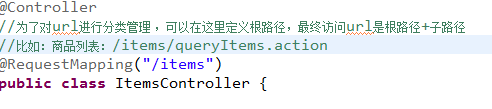 @Controller
//为了对url进行分类管理，可以在这里定义根路径，最终访问url是根路径+子路径
//比如：商品列表：/items/queryItems.action
@RequestMapping("/items")
public class ItemsController {